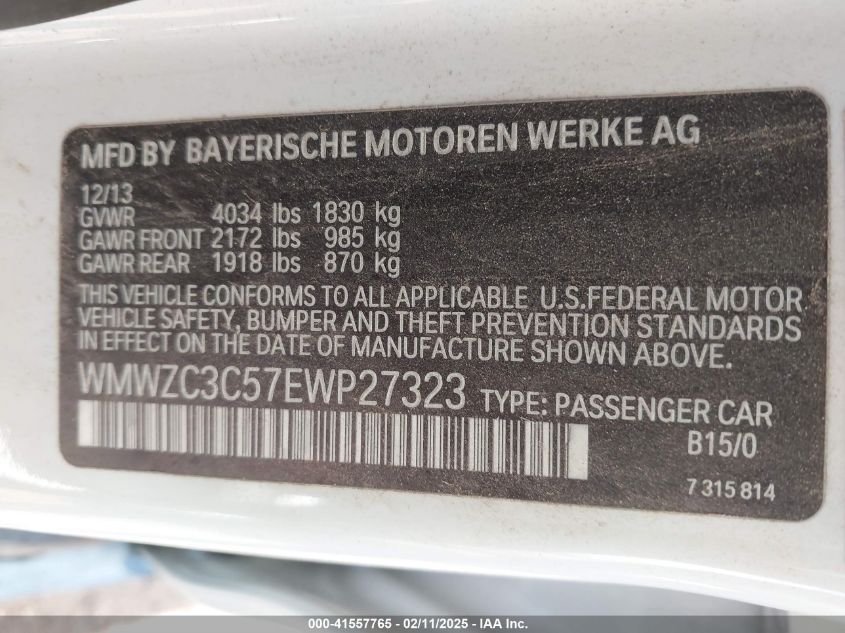 MFD BY BAYERISCHE MOTOREN WERKE AG
12/13
GVWR 4034 lbs 1830 kg
GAWR FRONT 2172 lbs 985 kg
GAWR REAR 1918 lbs 870 kg
THIS VEHICLE CONFORMS TO ALL APPLICABLE U.S.FEDERAL MOTOR
VEHICLE SAFETY, BUMPER AND THEFT PREVENTION STANDARDS
IN EFFECT ON THE DATE OF MANUFACTURE SHOWN ABOVE.
WMWZC3C57EWP27323 TYPE: PASSENGER CAR
B15/0
7 315 814
000-41557765 - 02/11/2025 - IAA Inc.